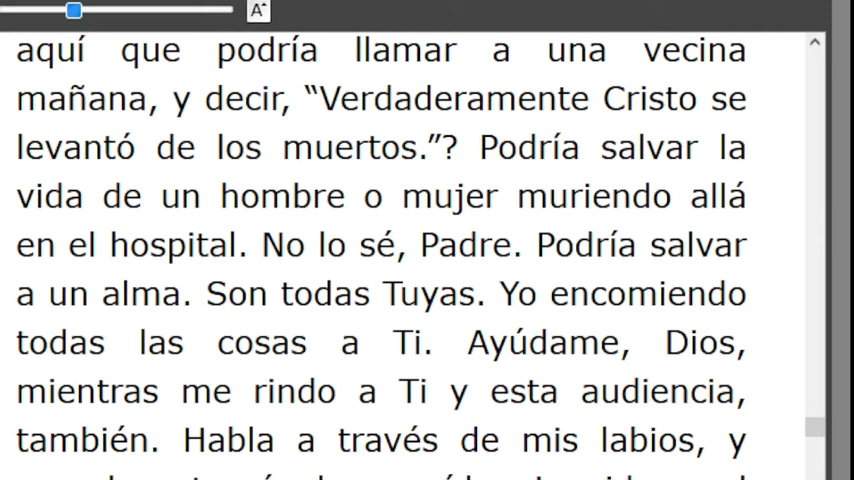 A
aquí que podría llamar a una vecina
mañana, y decir, “Verdaderamente Cristo se
levantó de los muertos.”? Podría salvar la
vida de un hombre o mujer muriendo allá
en el hospital. No lo sé, Padre. Podría salvar
a un alma. Son todas Tuyas. Yo encomiendo
todas las cosas a Ti. Ayúdame, Dios,
mientras me rindo a Ti y esta audiencia,
también. Habla a través de mis labios, y